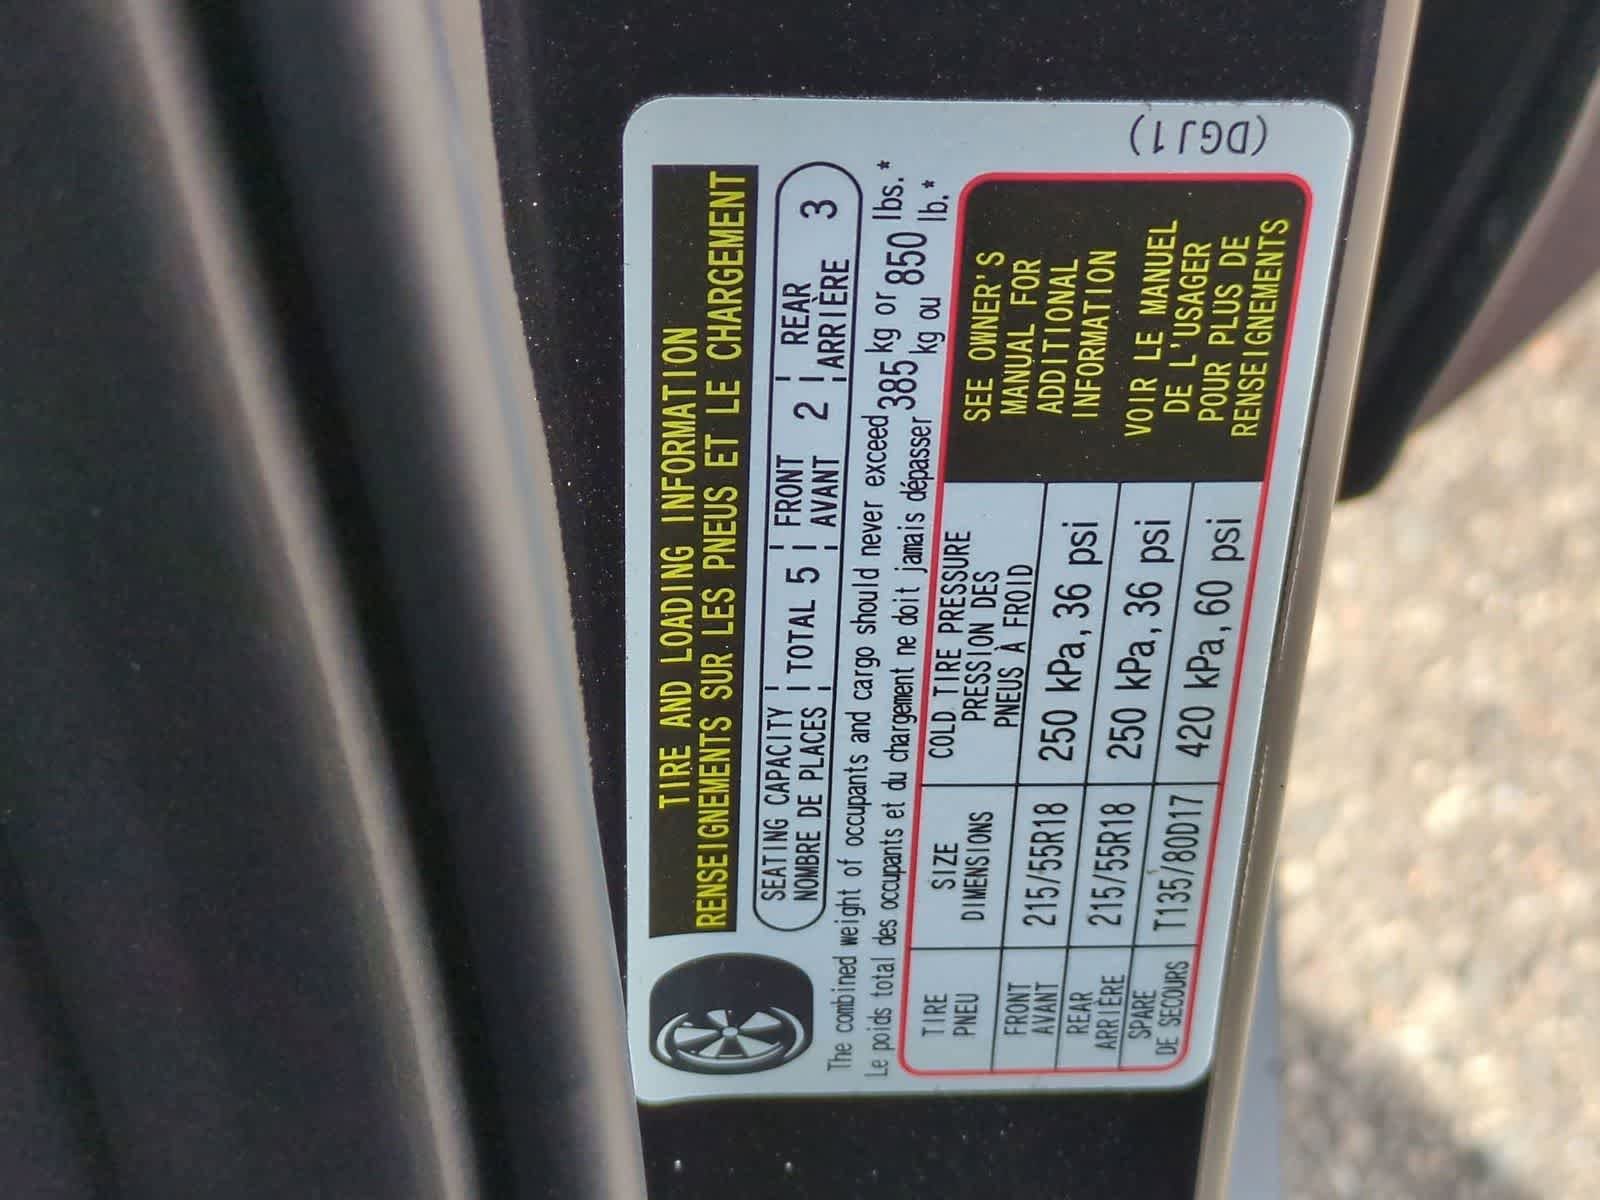 TIRE AND LOADING INFORMATION
RENSEIGNEMENTS SUR LES PNEUS ET LE CHARGEMENT
SEATING CAPACITY
NOMBRE DE PLACES
TOTAL 5
FRONT
AVANT
2
REAR
ARRIÈRE
3
The combined weight of occupants and cargo should never exceed 385 kg or 850 lbs.*
Le poids total des occupants et du chargement ne doit jamais dépasser 385 kg ou 850 lb.*
TIRE
PNEU
SIZE
DIMENSIONS
COLD TIRE PRESSURE
PRESSION DES
PNEUS À FROID
FRONT
AVANT
215/55R18
250 kPa, 36 psi
REAR
ARRIÈRE
215/55R18
250 kPa, 36 psi
SPARE
DE SECOURS
T135/80D17
420 kPa, 60 psi
SEE OWNER'S
MANUAL FOR
ADDITIONAL
INFORMATION
VOIR LE MANUEL
DE L'USAGER
POUR PLUS DE
RENSEIGNEMENTS
(DGJ1)